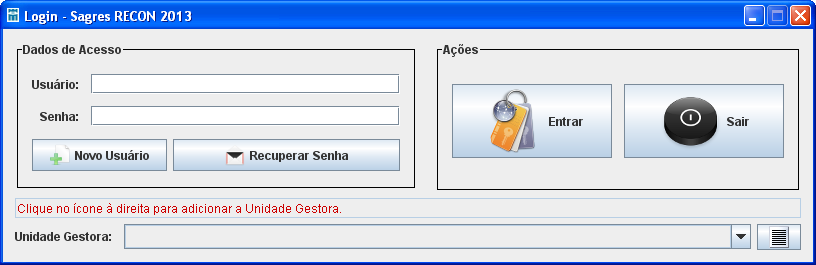 Login - Sagres RECON 2013
Dados de Acesso
Usuário:
Senha:
Novo Usuário
Recuperar Senha
Ações
Entrar
Sair
Clique no ícone à direita para adicionar a Unidade Gestora.
Unidade Gestora: